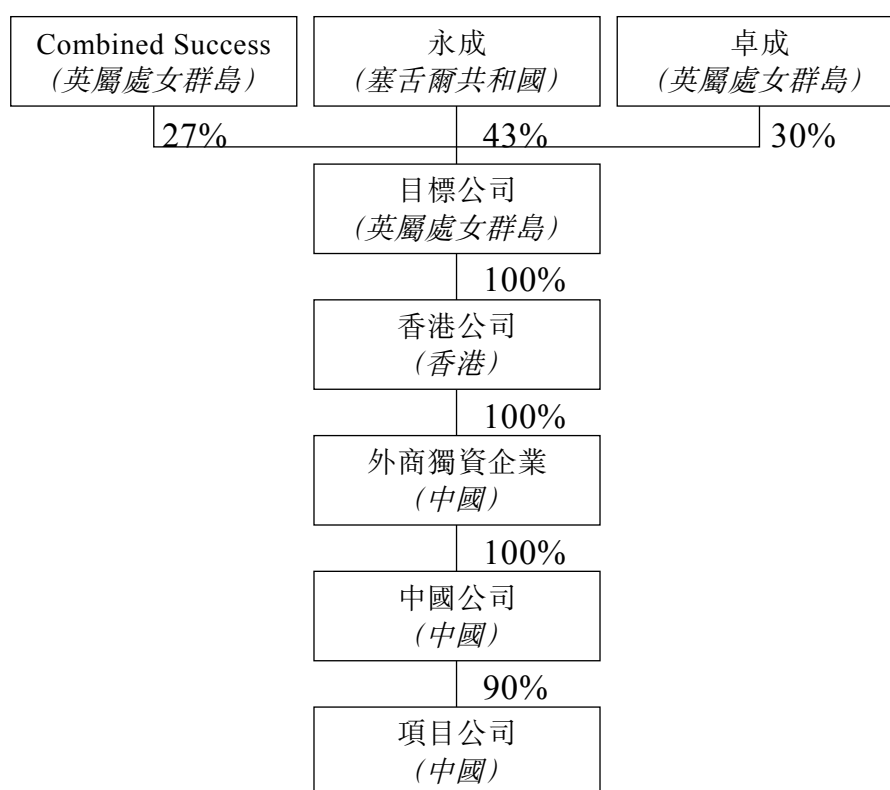 Combined Success
(英屬處女群島)
永成
(塞舌爾共和國)
卓成
(英屬處女群島)
27%
43%
30%
目標公司
(英屬處女群島)
100%
香港公司
(香港)
100%
外商獨資企業
(中國)
100%
中國公司
(中國)
90%
項目公司
(中國)